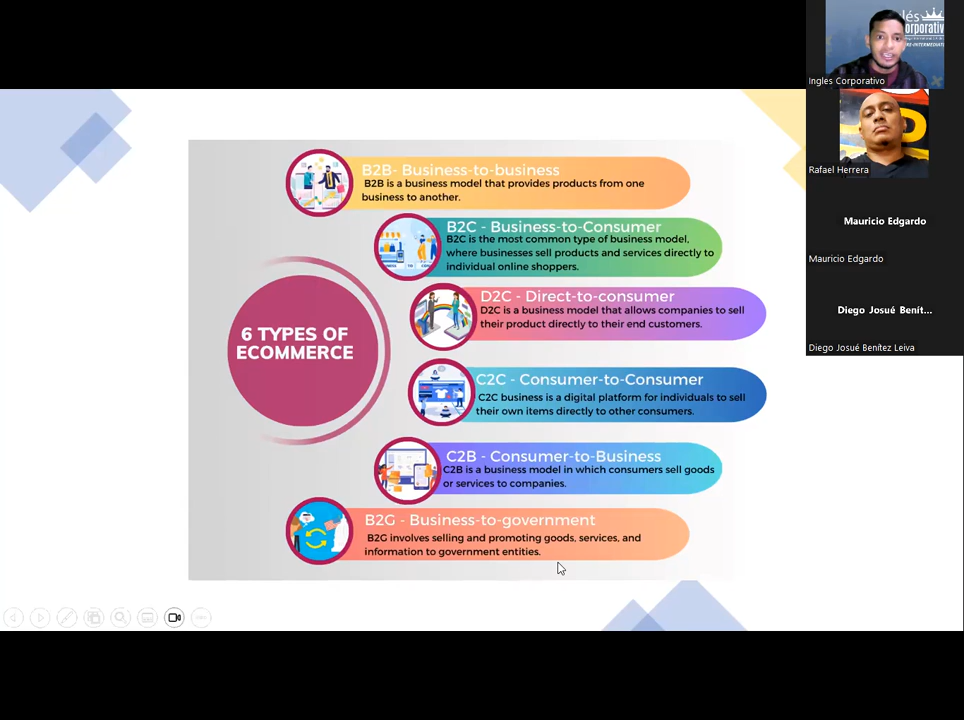 6 TYPES OF
ECOMMERCE
B2B- Business-to-business
B2B is a business model that provides products from one
business to another.
B2C - Business-to-Consumer
B2C is the most common type of business model,
where businesses sell products and services directly to
individual online shoppers.
D2C - Direct-to-consumer
D2C is a business model that allows companies to sell
their product directly to their end customers.
C2C - Consumer-to-Consumer
C2C business is a digital platform for individuals to sell
their own items directly to other consumers.
C2B - Consumer-to-Business
C2B is a business model in which consumers sell goods
or services to companies.
B2G - Business-to-government
B2G involves selling and promoting goods, services, and
information to government entities.
Ingles Corporativo
Rafael Herrera
Mauricio Edgardo
Mauricio Edgardo
Diego Josué Benít...
Diego Josué Benítez Leiva